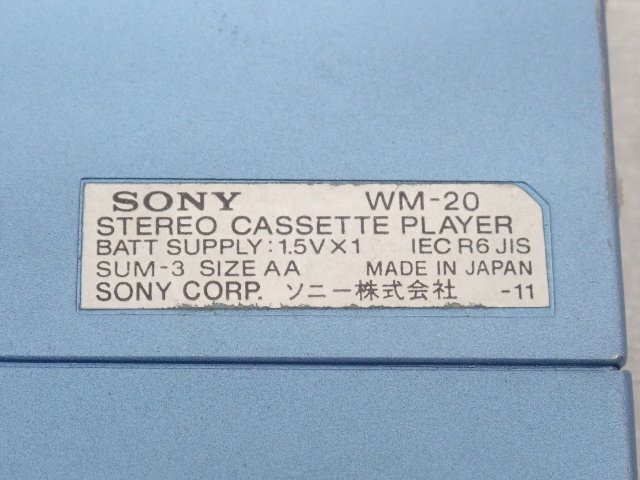 SONY WM-20
STEREO CASSETTE PLAYER
BATT SUPPLY: 1.5V×1 IEC R6 JIS
SUM-3 SIZE AA MADE IN JAPAN
SONY CORP. ソニー株式会社 -11